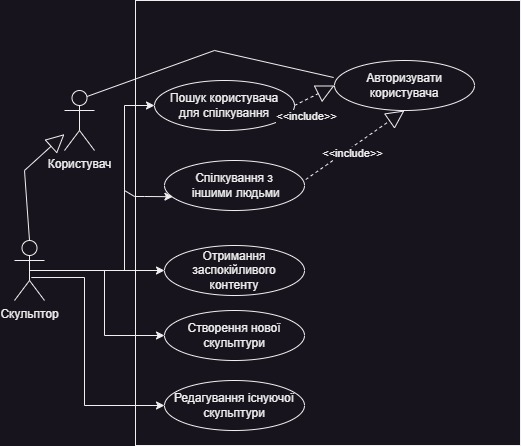 Авторизувати
користувача
Пошук користувача
для спілкування
<<include>>
Користувач
<<include>>
Спілкування з
іншими людьми
Отримання
заспокійливого
контенту
Скульптор
Створення нової
скульптури
Редагування існуючої
скульптури